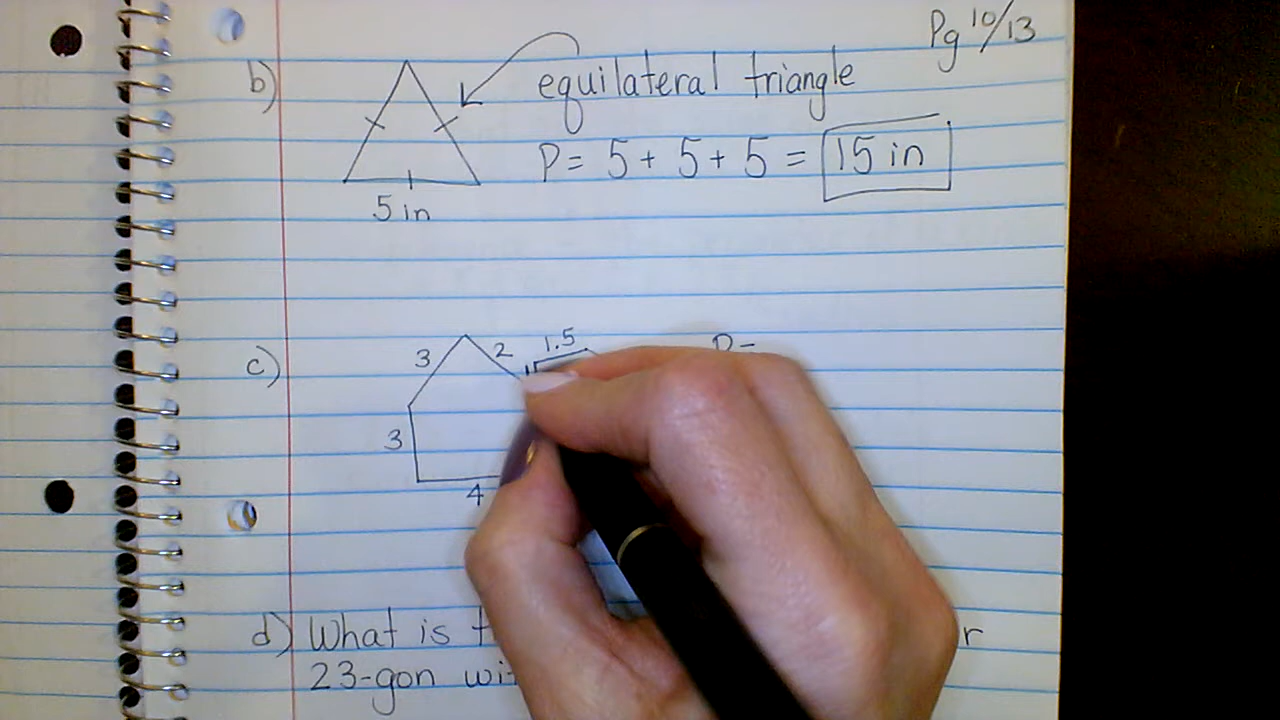 Pg 10/13
b)
equilateral triangle
P = 5 + 5 + 5 = 15 in
5 in
c)
3
2
1.5
P=
3
4
d) What is
23-gon